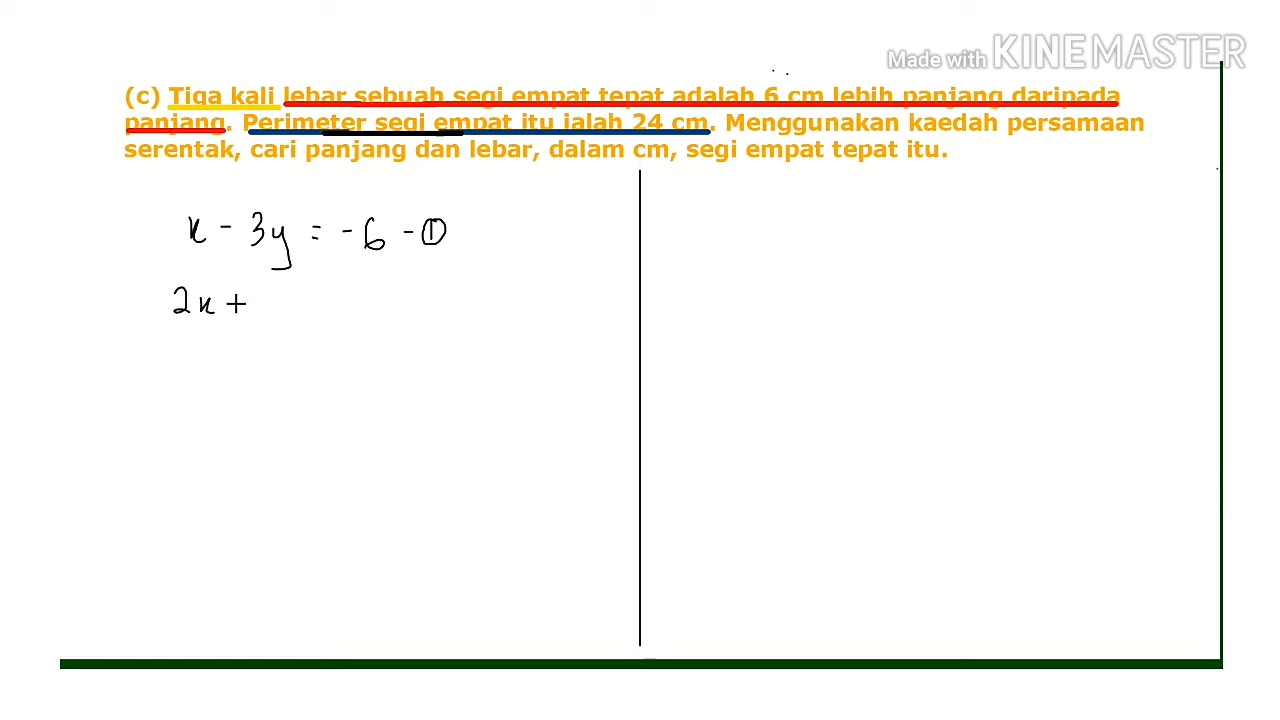 Made with KINEMASTER
(c) Tiga kali lebar sebuah segi empat tepat adalah 6 cm lebih panjang daripada
panjang. Perimeter segi empat itu ialah 24 cm. Menggunakan kaedah persamaan
serentak, cari panjang dan lebar, dalam cm, segi empat tepat itu.
x - 3y = -6 - ①
2x +